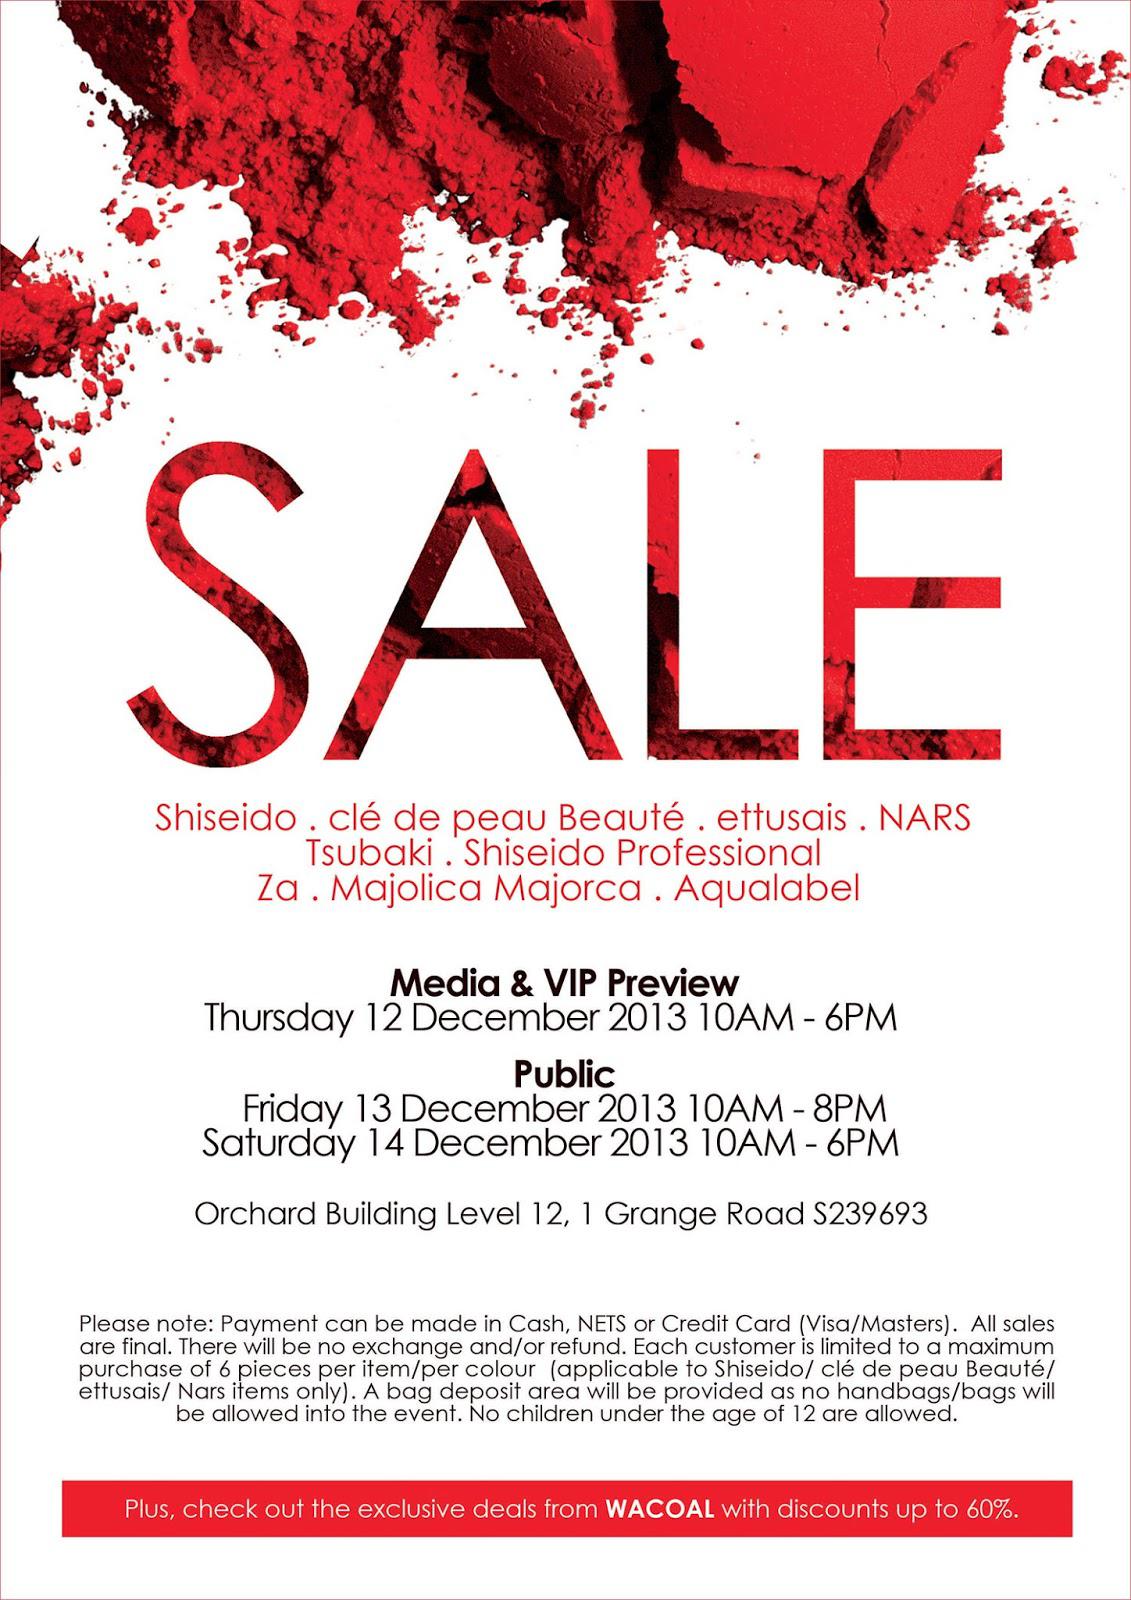 SALE
Shiseido . clé de peau Beauté . ettusais . NARS
Tsubaki . Shiseido Professional
Za . Majolica Majorca . Aqualabel
Media & VIP Preview
Thursday 12 December 2013 10AM - 6PM
Public
Friday 13 December 2013 10AM - 8PM
Saturday 14 December 2013 10AM - 6PM
Orchard Building Level 12, 1 Grange Road S239693
Please note: Payment can be made in Cash, NETS or Credit Card (Visa/Masters). All sales
are final. There will be no exchange and/or refund. Each customer is limited to a maximum
purchase of 6 pieces per item/per colour (applicable to Shiseido/ clé de peau Beauté/
ettusais/ Nars items only). A bag deposit area will be provided as no handbags/bags will
be allowed into the event. No children under the age of 12 are allowed.
Plus, check out the exclusive deals from WACOAL with discounts up to 60%.